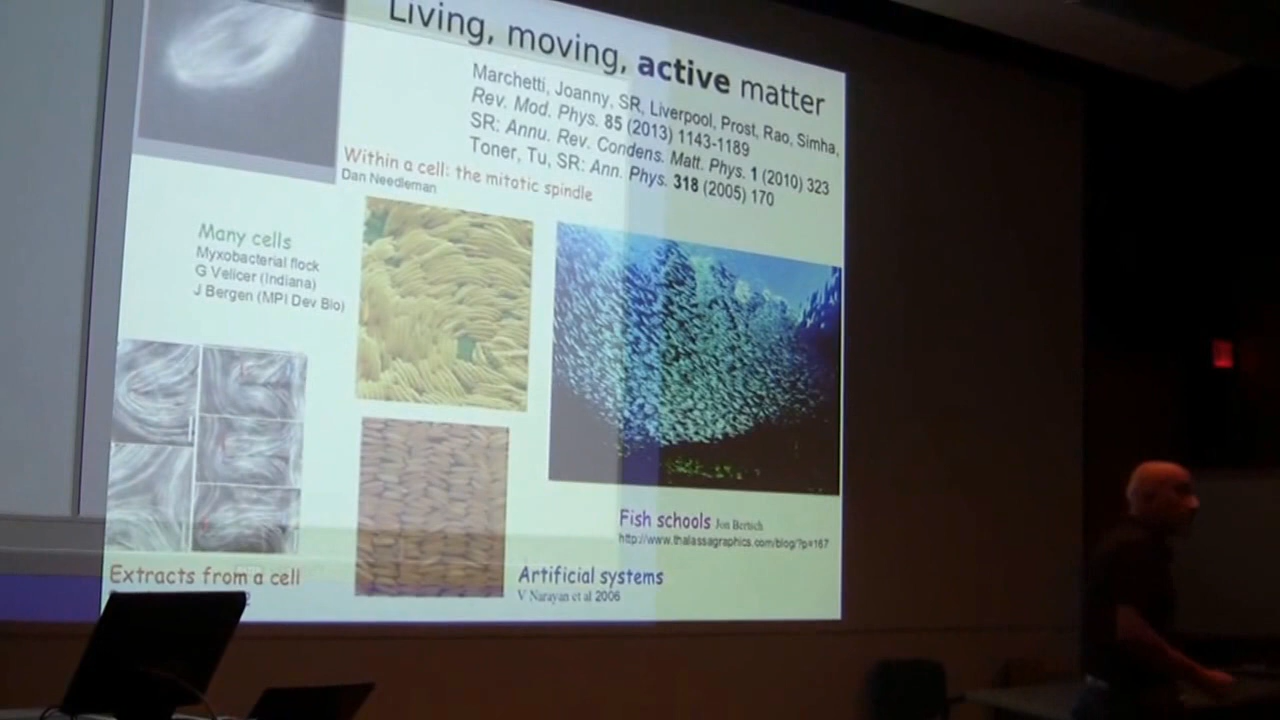 Living, moving, active matter
Marchetti, Joanny, SR, Liverpool, Prost, Rao, Simha,
Rev. Mod. Phys. 85 (2013) 1143-1189
SR: Annu. Rev. Condens. Matt. Phys. 1 (2010) 323
Toner, Tu, SR: Ann. Phys. 318 (2005) 170
Within a cell: the mitotic spindle
Dan Needleman
Many cells
Myxobacterial flock
G Velicer (Indiana)
J Bergen (MPI Dev Bio)
Fish schools Jon Bertsch
http://www.thalassagraphics.com/blog/?p=167
Extracts from a cell
Artificial systems
V Narayan et al 2006